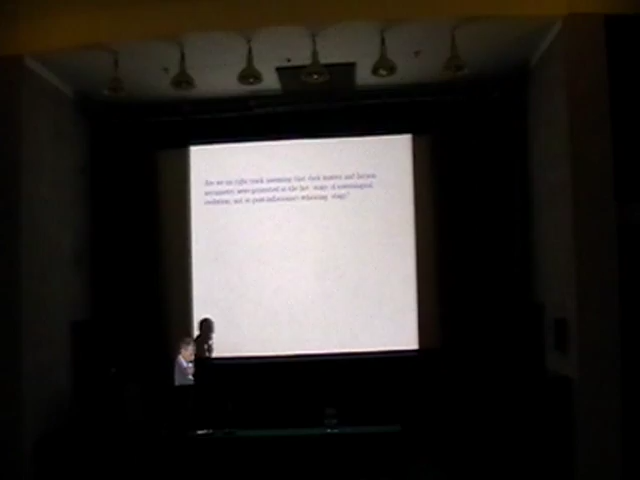 Are we on right track assuming that dark matter and baryon
asymmetry were generated at the hot stage of cosmological
evolution, not at post-inflationary reheating stage?